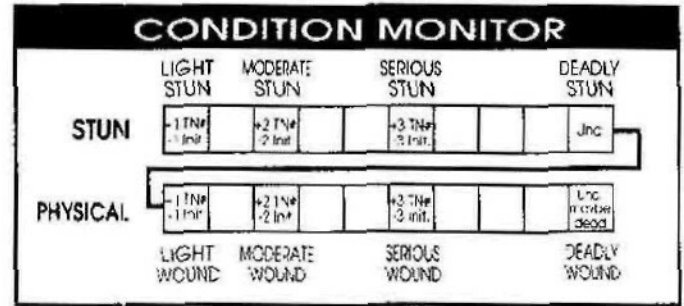 CONDITION MONITOR
LIGHT MODERATE SERIOUS DEADLY
STUN STUN STUN STUN
STUN
-1 TN# +2 TN# +3 TN# Unc.
-1 Init. -2 Init. -3 Init.
PHYSICAL
-1 TN# +2 TN# +3 TN# Unc.
-1 Init. -2 Init. -3 Init. maybe
dead
LIGHT MODERATE SERIOUS DEADLY
WOUND WOUND WOUND WOUND